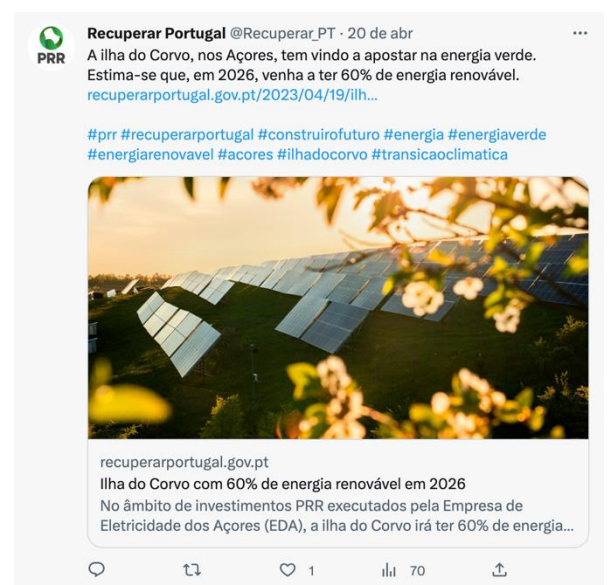 Recuperar Portugal @Recuperar_PT · 20 de abr
PRR
A ilha do Corvo, nos Açores, tem vindo a apostar na energia verde.
Estima-se que, em 2026, venha a ter 60% de energia renovável.
recuperarportugal.gov.pt/2023/04/19/ilh...
#prr #recuperarportugal #construirofuturo #energia #energiaverde
#energiarenovavel #acores #ilhadocorvo #transicaoclimatica
recuperarportugal.gov.pt
Ilha do Corvo com 60% de energia renovável em 2026
No âmbito de investimentos PRR executados pela Empresa de
Eletricidade dos Açores (EDA), a ilha do Corvo irá ter 60% de energia...
1 70